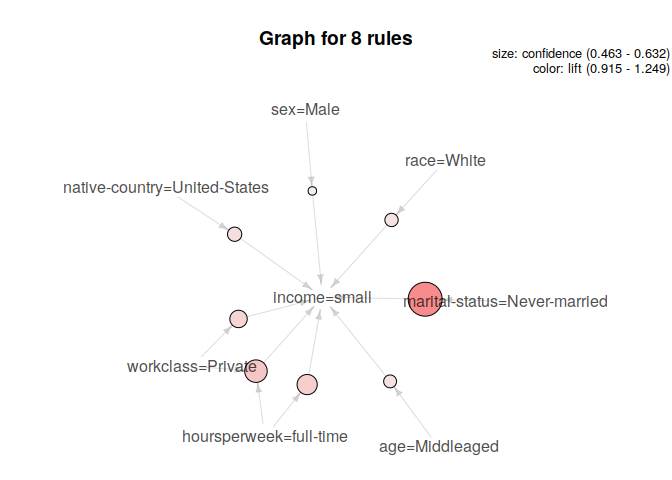 Graph for 8 rules
size: confidence (0.463 - 0.632)
color: lift (0.915 - 1.249)
sex=Male
race=White
native-country=United-States
income=small
marital-status=Never-married
workclass=Private
hoursperweek=full-time
age=Middleaged